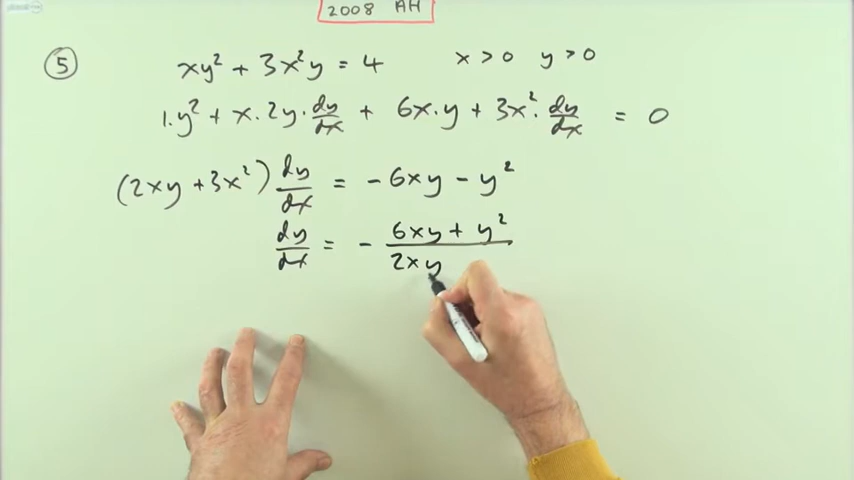 2008 AH
5 xy² + 3x²y = 4 x > 0 y > 0
1.y² + x.2y.dy/dx + 6x.y + 3x².dy/dx = 0
(2xy + 3x²) dy/dx = -6xy - y²
dy/dx = - 6xy + y² / 2xy